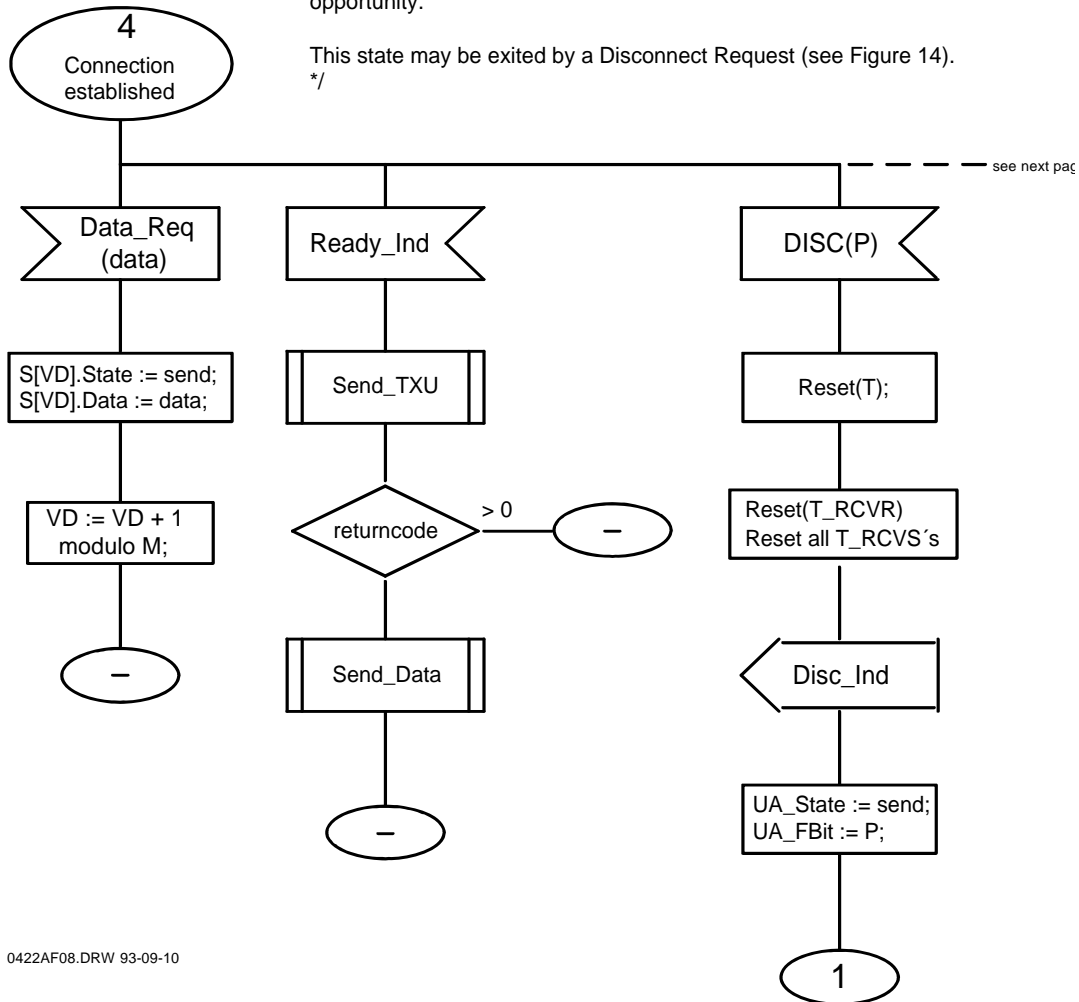 opportunity.
This state may be exited by a Disconnect Request (see Figure 14).
*/
4
Connection
established
see next pag
Data_Req
(data)
Ready_Ind
DISC(P)
S[VD].State := send;
S[VD].Data := data;
Send_TXU
Reset(T);
VD := VD + 1
modulo M;
returncode
> 0
–
Reset(T_RCVR)
Reset all T_RCVS´s
–
Send_Data
Disc_Ind
UA_State := send;
UA_FBit := P;
–
1
0422AF08.DRW 93-09-10